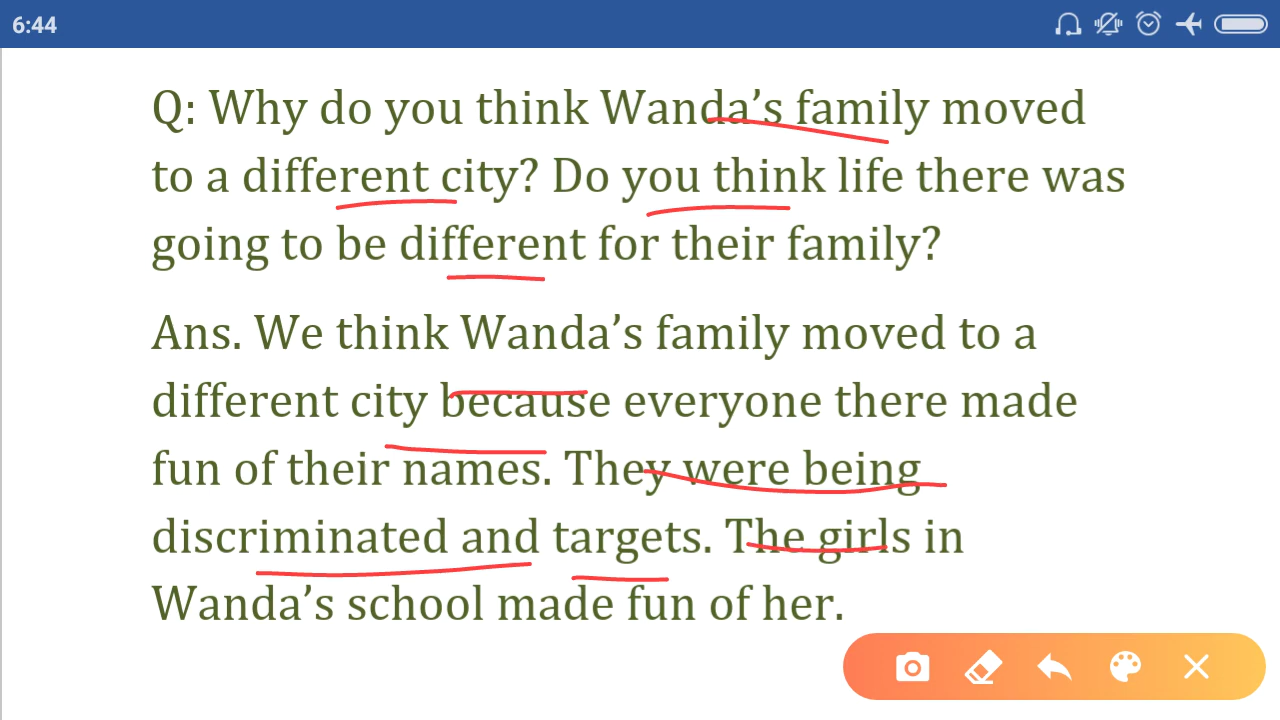 6:44
Q: Why do you think Wanda’s family moved
to a different city? Do you think life there was
going to be different for their family?
Ans. We think Wanda’s family moved to a
different city because everyone there made
fun of their names. They were being
discriminated and targets. The girls in
Wanda’s school made fun of her.